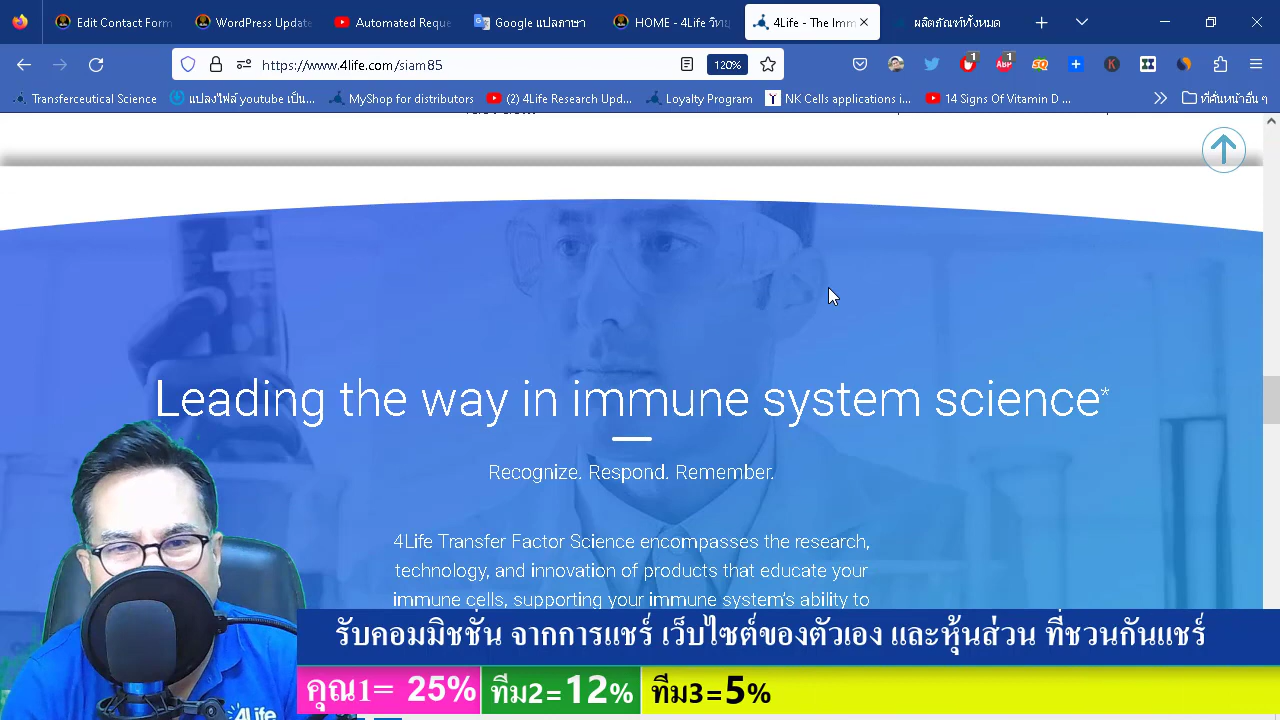 Edit Contact Form
WordPress Update
Automated Reque
Google แปลภาษา
HOME - 4Life วิทย
4Life - The Imm
ผลิตภัณฑ์ทั้งหมด
https://www.4life.com/siam85
120%
1
1
ABP
SQ
K
Transferceutical Science
แปลงไฟล์ youtube เป็น...
MyShop for distributors
(2) 4Life Research Upd...
Loyalty Program
NK Cells applications i...
14 Signs Of Vitamin D ...
ที่คั่นหน้าอื่น ๆ
Leading the way in immune system science*
Recognize. Respond. Remember.
4Life Transfer Factor Science encompasses the research,
technology, and innovation of products that educate your
immune cells, supporting your immune system's ability to
รับคอมมิชชั่น จากการแชร์ เว็บไซต์ของตัวเอง และหุ้นส่วน ที่ชวนกันแชร์
คุณ1= 25% ทีม2=12% ทีม3=5%
4Life